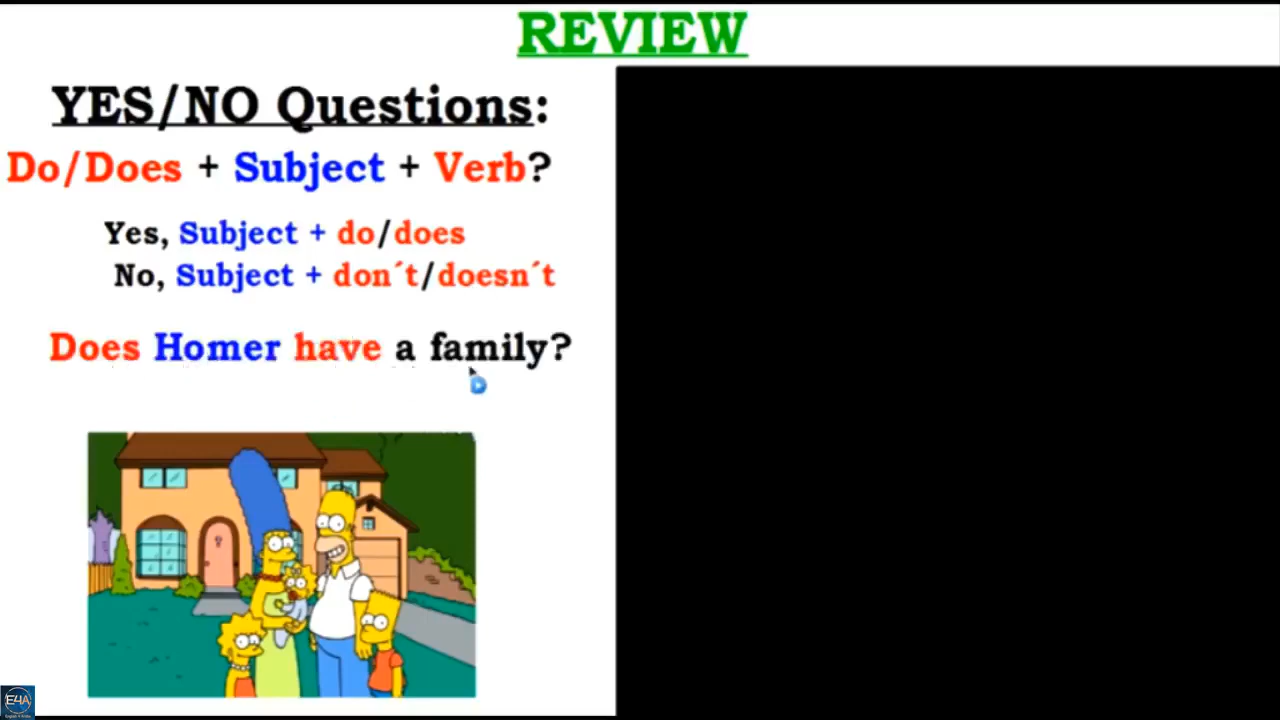 REVIEW
YES/NO Questions:
Do/Does + Subject + Verb?
Yes, Subject + do/does
No, Subject + don´t/doesn´t
Does Homer have a family?
E4A